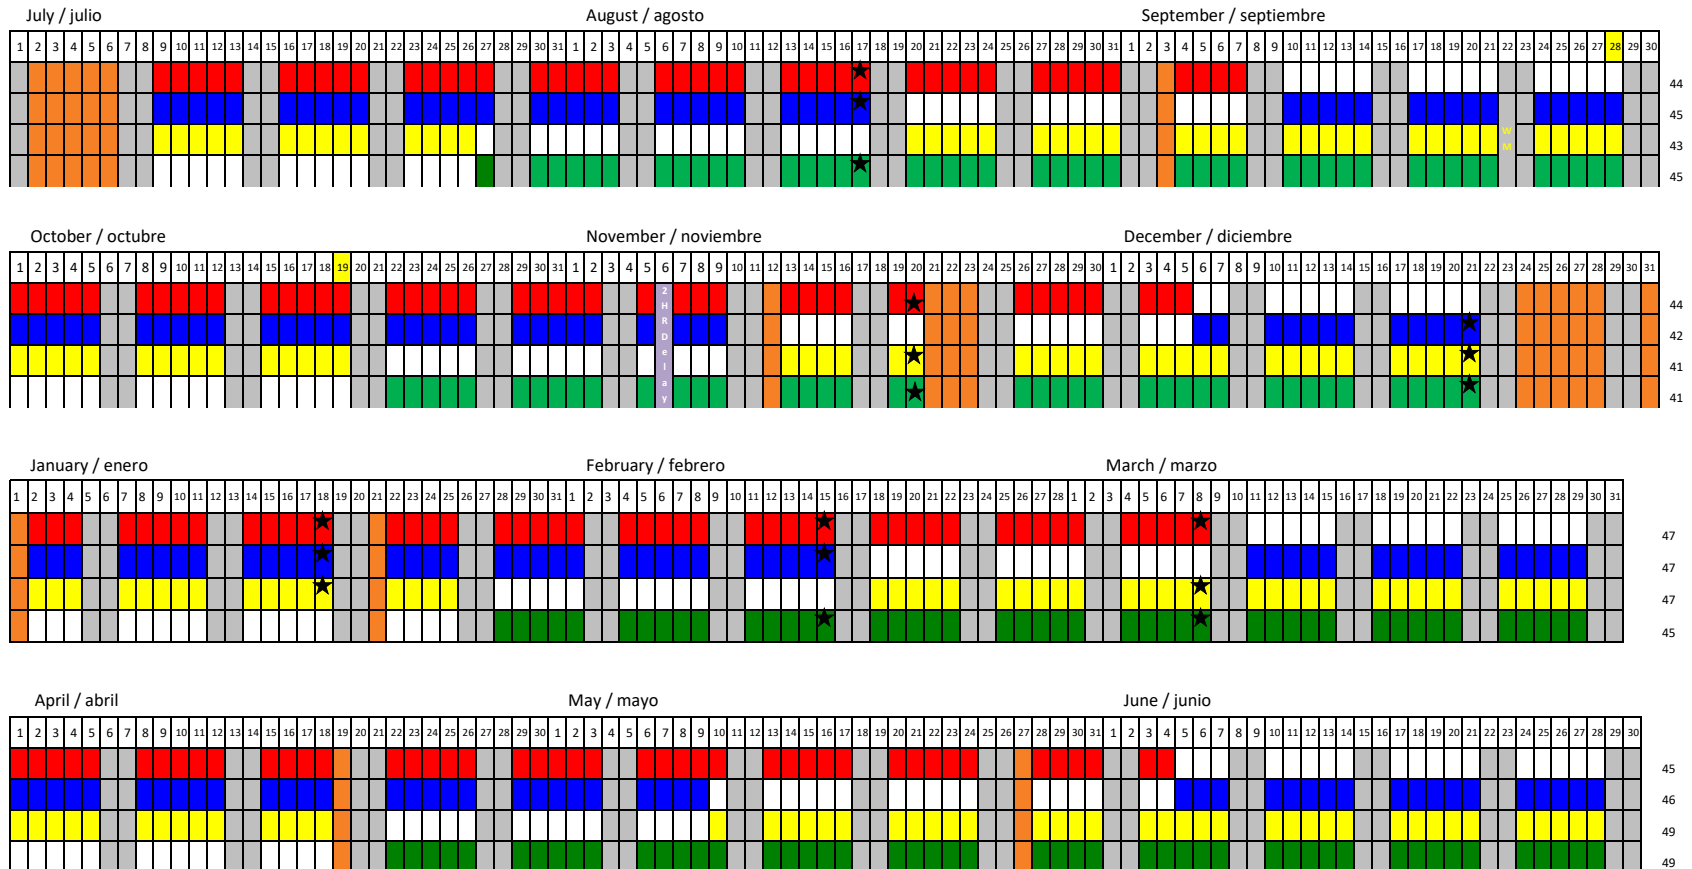 July / julio August / agosto September / septiembre
1 2 3 4 5 6 7 8 9 10 11 12 13 14 15 16 17 18 19 20 21 22 23 24 25 26 27 28 29 30 31 1 2 3 4 5 6 7 8 9 10 11 12 13 14 15 16 17 18 19 20 21 22 23 24 25 26 27 28 29 30 31 1 2 3 4 5 6 7 8 9 10 11 12 13 14 15 16 17 18 19 20 21 22 23 24 25 26 27 28 29 30
44
45
W M
43
45
October / octubre November / noviembre December / diciembre
1 2 3 4 5 6 7 8 9 10 11 12 13 14 15 16 17 18 19 20 21 22 23 24 25 26 27 28 29 30 31 1 2 3 4 5 6 7 8 9 10 11 12 13 14 15 16 17 18 19 20 21 22 23 24 25 26 27 28 29 30 1 2 3 4 5 6 7 8 9 10 11 12 13 14 15 16 17 18 19 20 21 22 23 24 25 26 27 28 29 30 31
2 HR Delay
44
42
41
41
January / enero February / febrero March / marzo
1 2 3 4 5 6 7 8 9 10 11 12 13 14 15 16 17 18 19 20 21 22 23 24 25 26 27 28 29 30 31 1 2 3 4 5 6 7 8 9 10 11 12 13 14 15 16 17 18 19 20 21 22 23 24 25 26 27 28 1 2 3 4 5 6 7 8 9 10 11 12 13 14 15 16 17 18 19 20 21 22 23 24 25 26 27 28 29 30 31
47
47
47
45
April / abril May / mayo June / junio
1 2 3 4 5 6 7 8 9 10 11 12 13 14 15 16 17 18 19 20 21 22 23 24 25 26 27 28 29 30 1 2 3 4 5 6 7 8 9 10 11 12 13 14 15 16 17 18 19 20 21 22 23 24 25 26 27 28 29 30 31 1 2 3 4 5 6 7 8 9 10 11 12 13 14 15 16 17 18 19 20 21 22 23 24 25 26 27 28 29 30
45
46
49
49